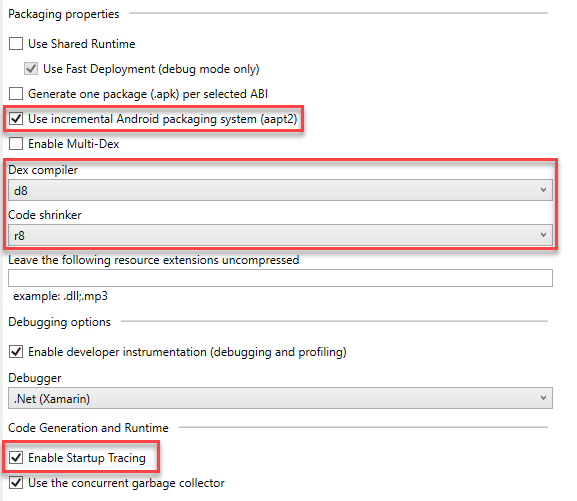 Packaging properties
Use Shared Runtime
Use Fast Deployment (debug mode only)
Generate one package (.apk) per selected ABI
Use incremental Android packaging system (aapt2)
Enable Multi-Dex
Dex compiler
d8
Code shrinker
r8
Leave the following resource extensions uncompressed
example: .dll;.mp3
Debugging options
Enable developer instrumentation (debugging and profiling)
Debugger
.Net (Xamarin)
Code Generation and Runtime
Enable Startup Tracing
Use the concurrent garbage collector